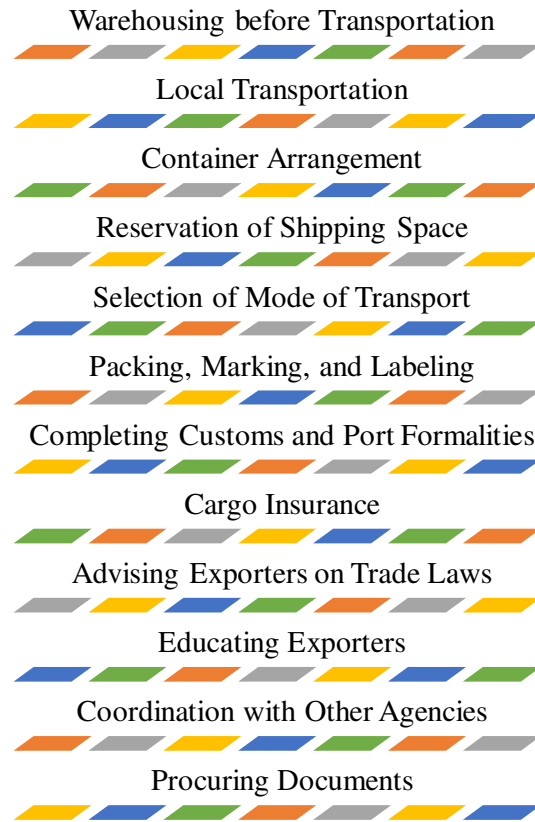 Warehousing before Transportation
Local Transportation
Container Arrangement
Reservation of Shipping Space
Selection of Mode of Transport
Packing, Marking, and Labeling
Completing Customs and Port Formalities
Cargo Insurance
Advising Exporters on Trade Laws
Educating Exporters
Coordination with Other Agencies
Procuring Documents